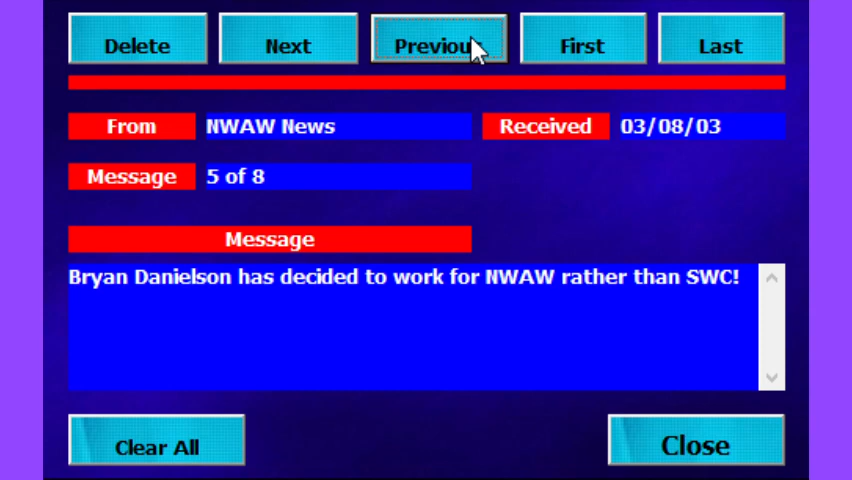 Delete Next Previous First Last
From NWAW News Received 03/08/03
Message 5 of 8
Message
Bryan Danielson has decided to work for NWAW rather than SWC!
Clear All Close